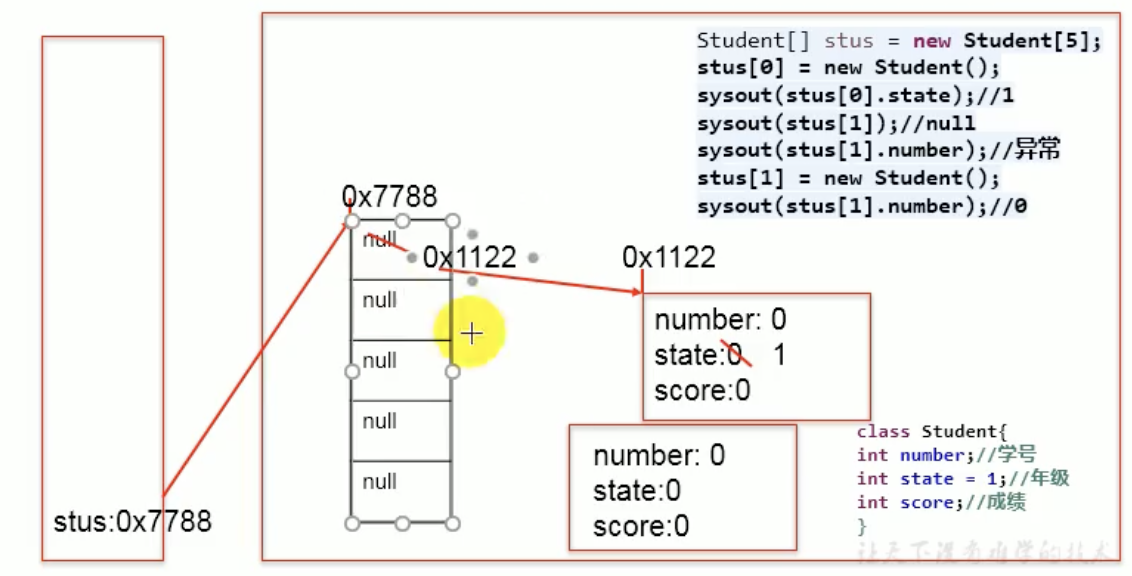 Student[] stus = new Student[5];
stus[0] = new Student();
sysout(stus[0].state);//1
sysout(stus[1]);//null
sysout(stus[1].number);//异常
stus[1] = new Student();
sysout(stus[1].number);//0
0x7788
null
0x1122
0x1122
null
null
null
null
number: 0
state:0 1
score:0
number: 0
state:0
score:0
class Student{
int number;//学号
int state = 1;//年级
int score;//成绩
}
stus:0x7788
让天下没有难学的技术